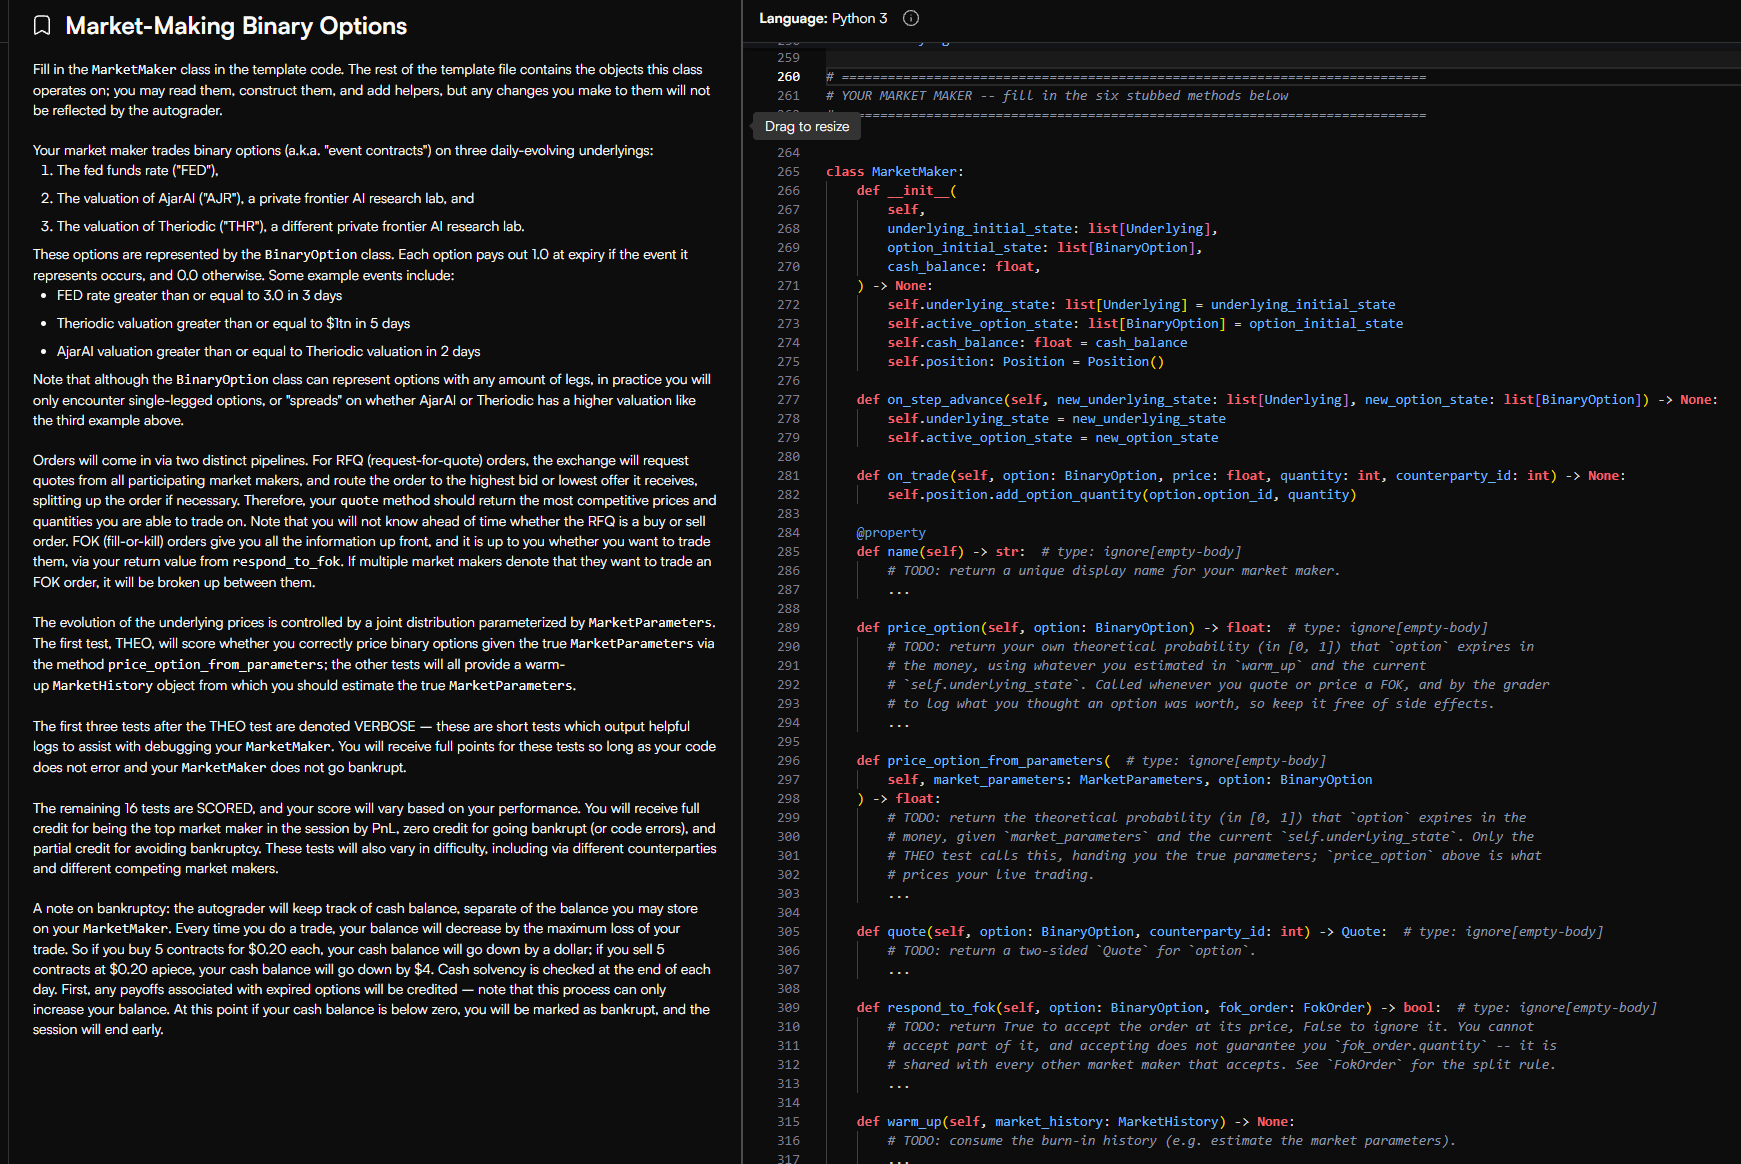 Market-Making Binary Options
Fill in the MarketMaker class in the template code. The rest of the template file contains the objects this class
operates on; you may read them, construct them, and add helpers, but any changes you make to them will not
be reflected by the autograder.
Your market maker trades binary options (a.k.a. "event contracts") on three daily-evolving underlyings:
1. The fed funds rate ("FED"),
2. The valuation of AjarAI ("AJR"), a private frontier AI research lab, and
3. The valuation of Theriodic ("THR"), a different private frontier AI research lab.
These options are represented by the BinaryOption class. Each option pays out 1.0 at expiry if the event it
represents occurs, and 0.0 otherwise. Some example events include:
• FED rate greater than or equal to 3.0 in 3 days
• Theriodic valuation greater than or equal to $1tn in 5 days
• AjarAI valuation greater than or equal to Theriodic valuation in 2 days
Note that although the BinaryOption class can represent options with any amount of legs, in practice you will
only encounter single-legged options, or "spreads" on whether AjarAI or Theriodic has a higher valuation like
the third example above.
Orders will come in via two distinct pipelines. For RFQ (request-for-quote) orders, the exchange will request
quotes from all participating market makers, and route the order to the highest bid or lowest offer it receives,
splitting up the order if necessary. Therefore, your quote method should return the most competitive prices and
quantities you are able to trade on. Note that you will not know ahead of time whether the RFQ is a buy or sell
order. FOK (fill-or-kill) orders give you all the information up front, and it is up to you whether you want to trade
them, via your return value from respond_to_fok. If multiple market makers denote that they want to trade an
FOK order, it will be broken up between them.
The evolution of the underlying prices is controlled by a joint distribution parameterized by MarketParameters.
The first test, THEO, will score whether you correctly price binary options given the true MarketParameters via
the method price_option_from_parameters; the other tests will all provide a warm-
up MarketHistory object from which you should estimate the true MarketParameters.
The first three tests after the THEO test are denoted VERBOSE — these are short tests which output helpful
logs to assist with debugging your MarketMaker. You will receive full points for these tests so long as your code
does not error and your MarketMaker does not go bankrupt.
The remaining 16 tests are SCORED, and your score will vary based on your performance. You will receive full
credit for being the top market maker in the session by PnL, zero credit for going bankrupt (or code errors), and
partial credit for avoiding bankruptcy. These tests will also vary in difficulty, including via different counterparties
and different competing market makers.
A note on bankruptcy: the autograder will keep track of cash balance, separate of the balance you may store
on your MarketMaker. Every time you do a trade, your balance will decrease by the maximum loss of your
trade. So if you buy 5 contracts for $0.20 each, your cash balance will go down by a dollar; if you sell 5
contracts at $0.20 apiece, your cash balance will go down by $4. Cash solvency is checked at the end of each
day. First, any payoffs associated with expired options will be credited — note that this process can only
increase your balance. At this point if your cash balance is below zero, you will be marked as bankrupt, and the
session will end early.
Language: Python 3
Drag to resize
259
260 # ============================================================================
261 # YOUR MARKET MAKER -- fill in the six stubbed methods below
============================================================================
264
265 class MarketMaker:
266     def __init__(
267         self,
268         underlying_initial_state: list[Underlying],
269         option_initial_state: list[BinaryOption],
270         cash_balance: float,
271     ) -> None:
272         self.underlying_state: list[Underlying] = underlying_initial_state
273         self.active_option_state: list[BinaryOption] = option_initial_state
274         self.cash_balance: float = cash_balance
275         self.position: Position = Position()
276
277     def on_step_advance(self, new_underlying_state: list[Underlying], new_option_state: list[BinaryOption]) -> None:
278         self.underlying_state = new_underlying_state
279         self.active_option_state = new_option_state
280
281     def on_trade(self, option: BinaryOption, price: float, quantity: int, counterparty_id: int) -> None:
282         self.position.add_option_quantity(option.option_id, quantity)
283
284     @property
285     def name(self) -> str:  # type: ignore[empty-body]
286         # TODO: return a unique display name for your market maker.
287         ...
288
289     def price_option(self, option: BinaryOption) -> float:  # type: ignore[empty-body]
290         # TODO: return your own theoretical probability (in [0, 1]) that `option` expires in
291         # the money, using whatever you estimated in `warm_up` and the current
292         # `self.underlying_state`. Called whenever you quote or price a FOK, and by the grader
293         # to log what you thought an option was worth, so keep it free of side effects.
294         ...
295
296     def price_option_from_parameters(  # type: ignore[empty-body]
297         self, market_parameters: MarketParameters, option: BinaryOption
298     ) -> float:
299         # TODO: return the theoretical probability (in [0, 1]) that `option` expires in the
300         # money, given `market_parameters` and the current `self.underlying_state`. Only the
301         # THEO test calls this, handing you the true parameters; `price_option` above is what
302         # prices your live trading.
303         ...
304
305     def quote(self, option: BinaryOption, counterparty_id: int) -> Quote:  # type: ignore[empty-body]
306         # TODO: return a two-sided `Quote` for `option`.
307         ...
308
309     def respond_to_fok(self, option: BinaryOption, fok_order: FokOrder) -> bool:  # type: ignore[empty-body]
310         # TODO: return True to accept the order at its price, False to ignore it. You cannot
311         # accept part of it, and accepting does not guarantee you `fok_order.quantity` -- it is
312         # shared with every other market maker that accepts. See `FokOrder` for the split rule.
313         ...
314
315     def warm_up(self, market_history: MarketHistory) -> None:
316         # TODO: consume the burn-in history (e.g. estimate the market parameters).
317         ...